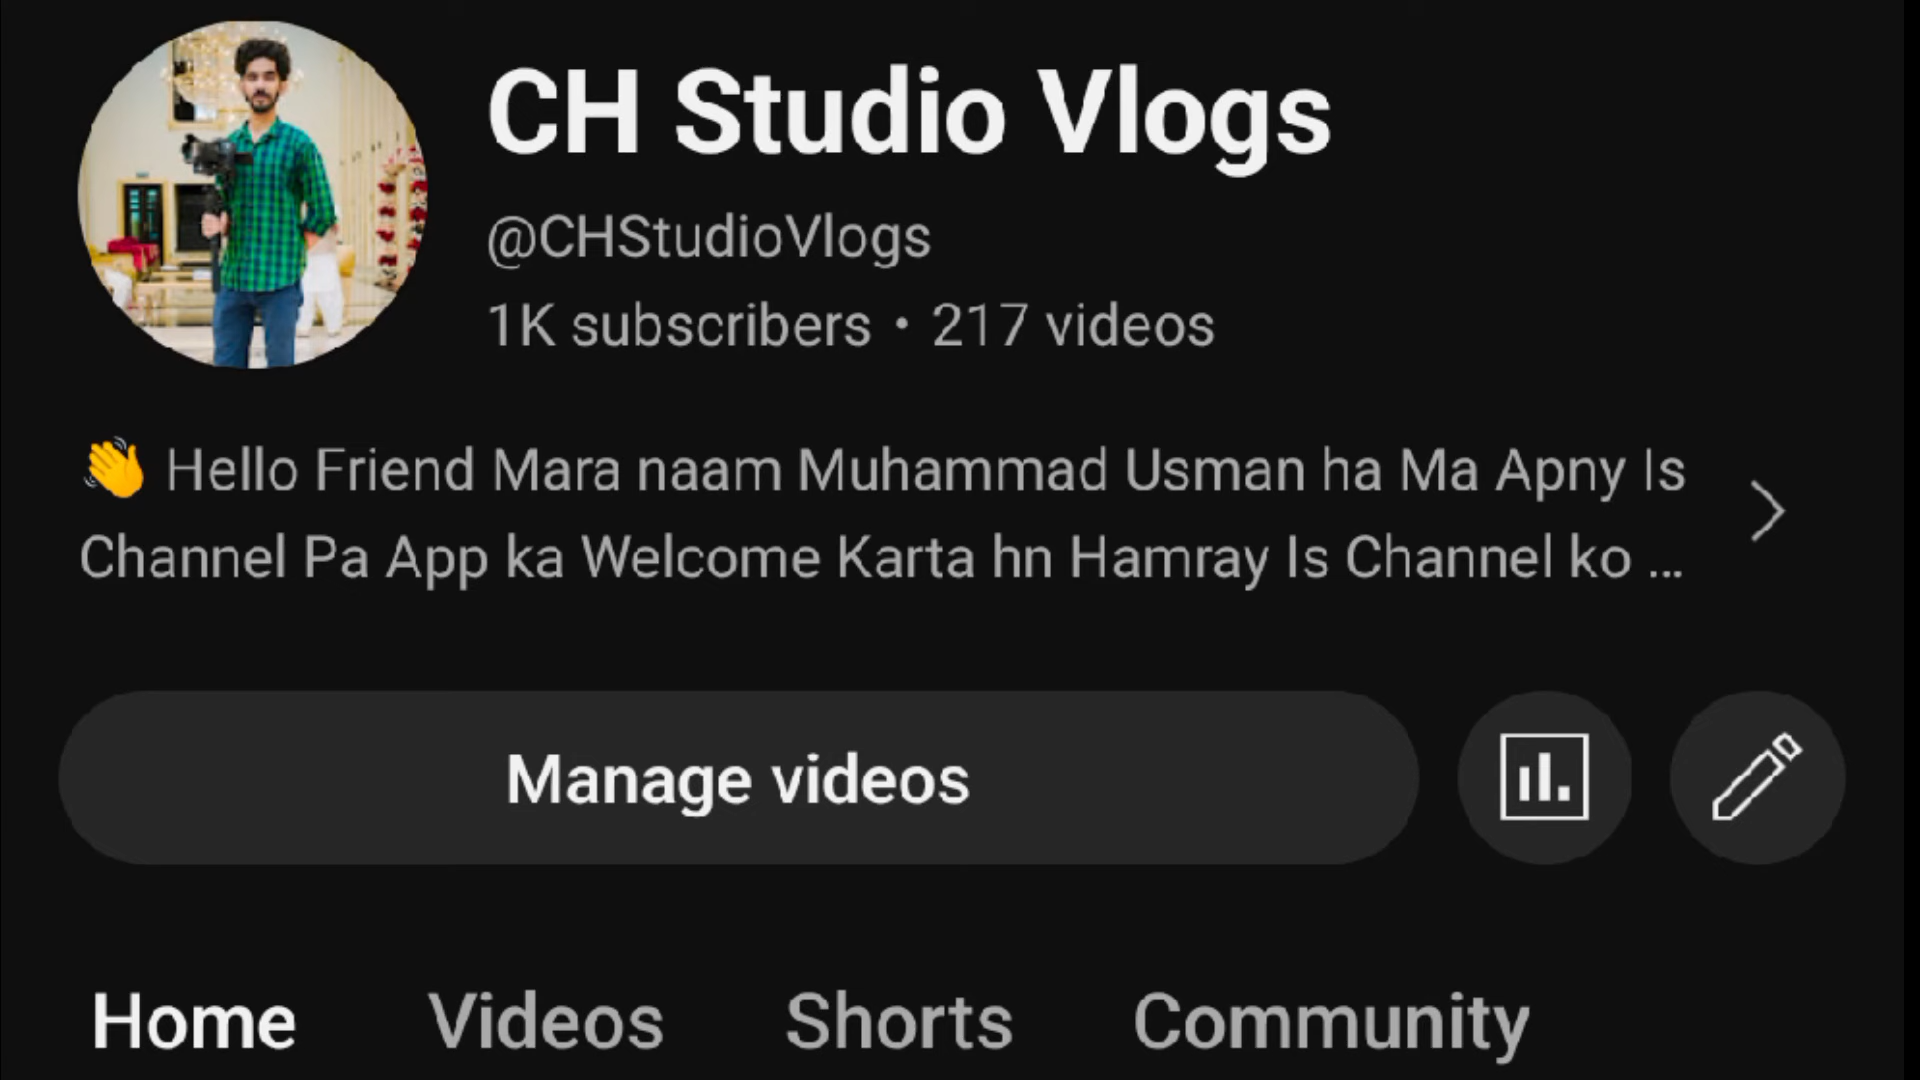 CH Studio Vlogs
@CHStudioVlogs
1K subscribers • 217 videos
👋 Hello Friend Mara naam Muhammad Usman ha Ma Apny Is
Channel Pa App ka Welcome Karta hn Hamray Is Channel ko ...
Manage videos
Home Videos Shorts Community